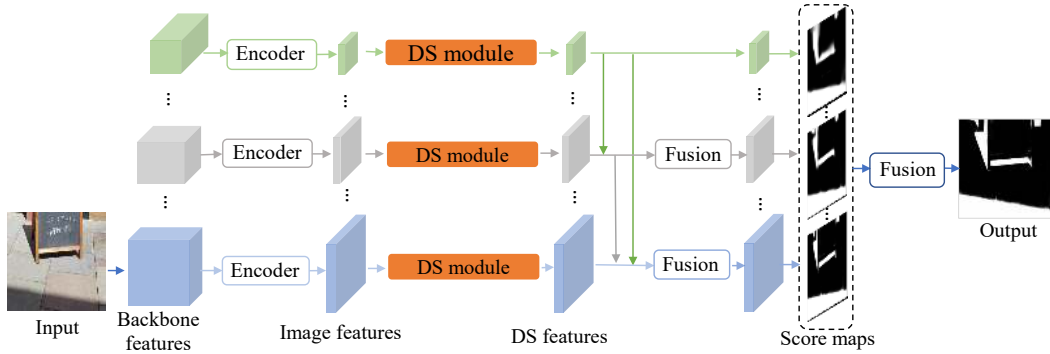 Encoder
DS module
...
...
...
...
Encoder
DS module
Fusion
Fusion
...
...
...
...
Encoder
DS module
Fusion
Input
Backbone
features
Image features
DS features
Score maps
Output